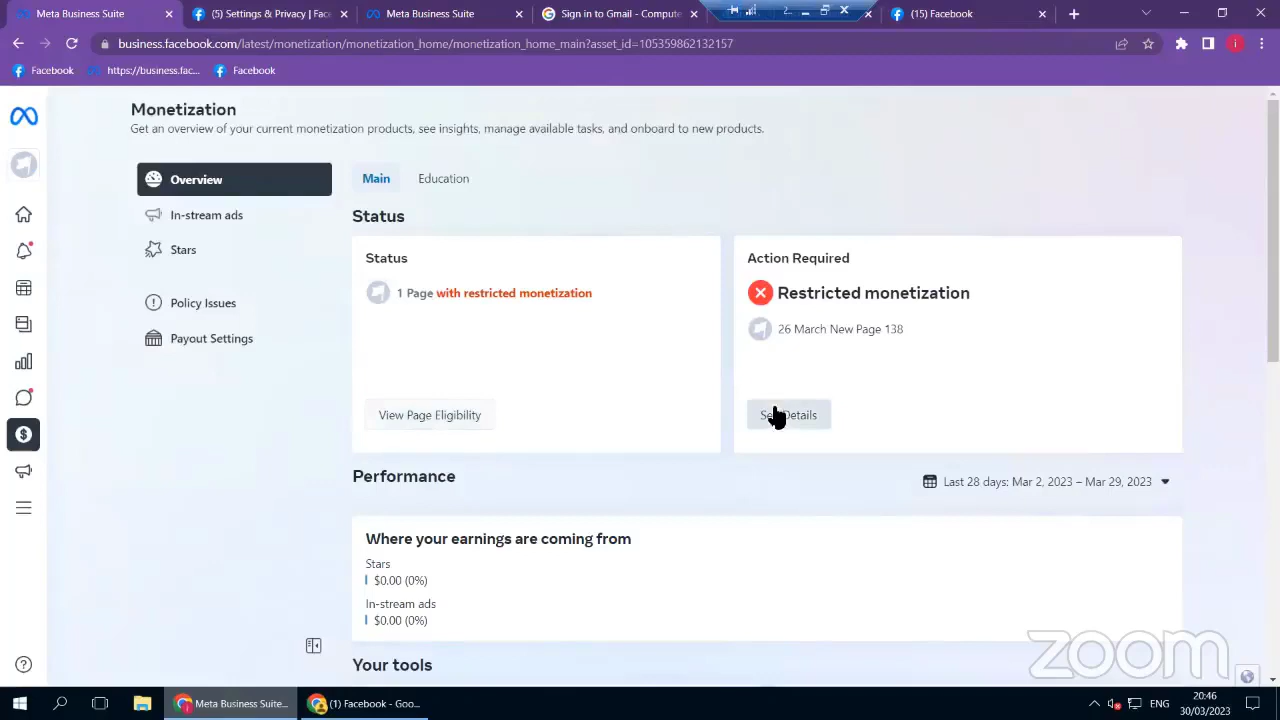 Meta Business Suite
(5) Settings & Privacy | Face
Meta Business Suite
Sign in to Gmail - Compute
2
(15) Facebook
business.facebook.com/latest/monetization/monetization_home/monetization_home_main?asset_id=105359862132157
i
Facebook
https://business.fac...
Facebook
Monetization
Get an overview of your current monetization products, see insights, manage available tasks, and onboard to new products.
Overview
In-stream ads
Stars
Policy Issues
Payout Settings
Main
Education
Status
Status
1 Page with restricted monetization
View Page Eligibility
Action Required
Restricted monetization
26 March New Page 138
See Details
Performance
Last 28 days: Mar 2, 2023 – Mar 29, 2023
Where your earnings are coming from
Stars
$0.00 (0%)
In-stream ads
$0.00 (0%)
Your tools
zoom
Meta Business Suite...
(1) Facebook - Goo...
ENG
20:46
30/03/2023